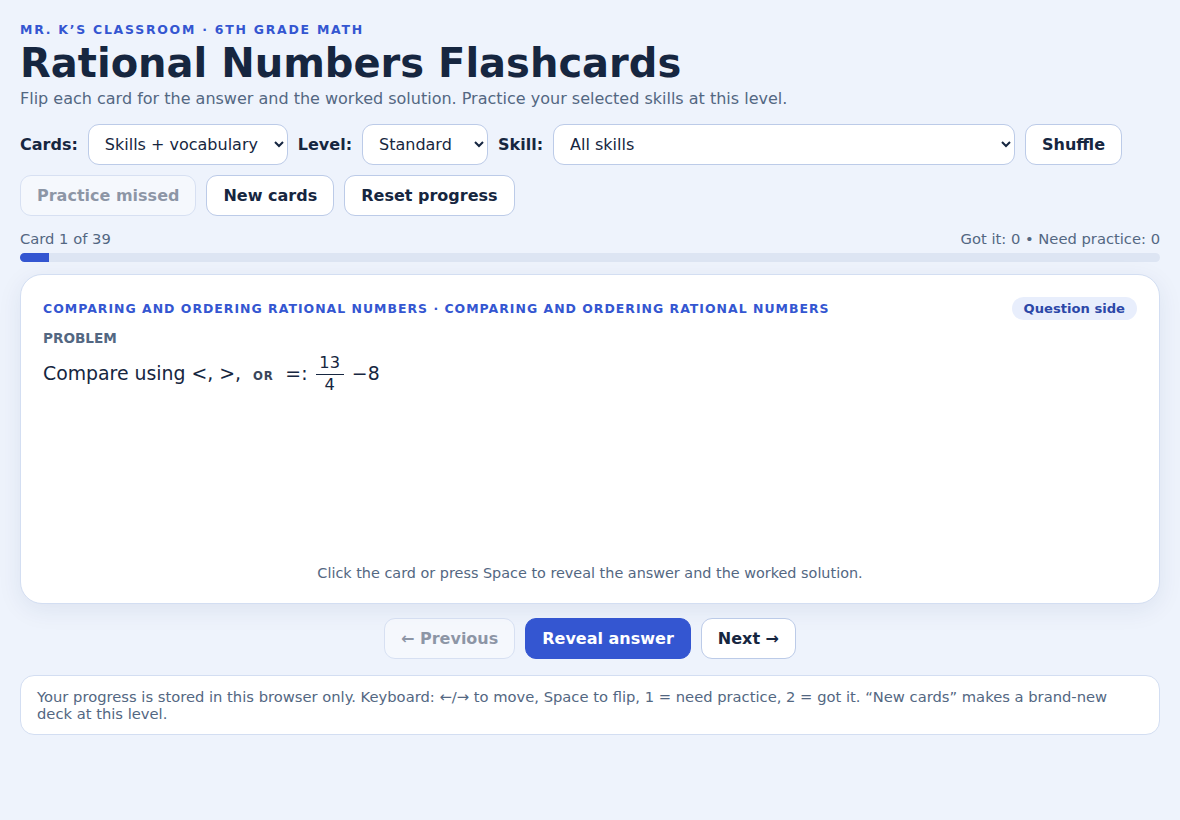 MR. K’S CLASSROOM · 6TH GRADE MATH
Rational Numbers Flashcards
Flip each card for the answer and the worked solution. Practice your selected skills at this level.
Cards: Skills + vocabulary Level: Standard Skill: All skills Shuffle
Practice missed New cards Reset progress
Card 1 of 39 Got it: 0 • Need practice: 0
COMPARING AND ORDERING RATIONAL NUMBERS · COMPARING AND ORDERING RATIONAL NUMBERS Question side
PROBLEM
Compare using <, >, OR =: 13/4 −8
Click the card or press Space to reveal the answer and the worked solution.
← Previous Reveal answer Next →
Your progress is stored in this browser only. Keyboard: ←/→ to move, Space to flip, 1 = need practice, 2 = got it. “New cards” makes a brand-new
deck at this level.